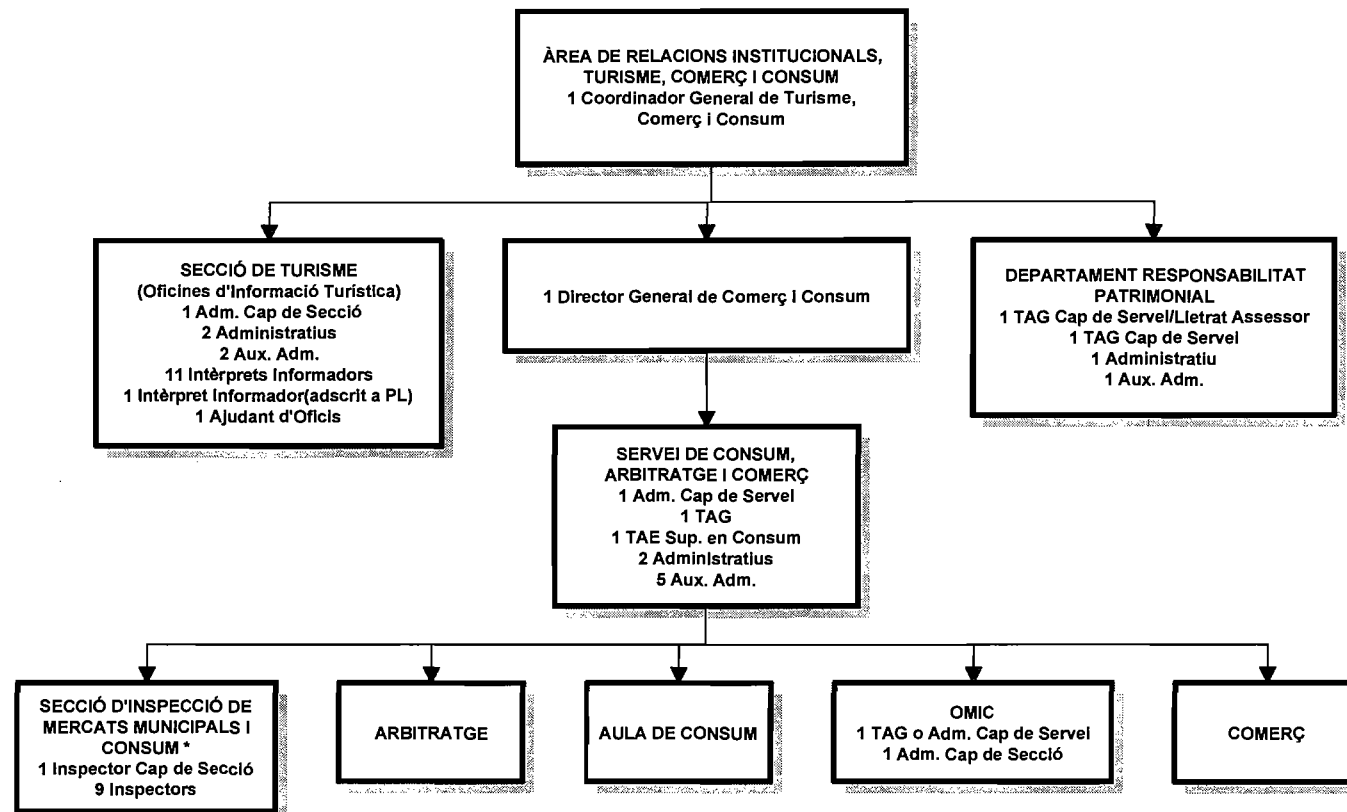 ÀREA DE RELACIONS INSTITUCIONALS,
TURISME, COMERÇ I CONSUM
1 Coordinador General de Turisme,
Comerç i Consum
SECCIÓ DE TURISME
(Oficines d'Informació Turística)
1 Adm. Cap de Secció
2 Administratius
2 Aux. Adm.
11 Intèrprets Informadors
1 Intèrpret Informador(adscrit a PL)
1 Ajudant d'Oficis
1 Director General de Comerç i Consum
DEPARTAMENT RESPONSABILITAT
PATRIMONIAL
1 TAG Cap de Servei/Lletrat Assessor
1 TAG Cap de Servei
1 Administratiu
1 Aux. Adm.
SERVEI DE CONSUM,
ARBITRATGE I COMERÇ
1 Adm. Cap de Servei
1 TAG
1 TAE Sup. en Consum
2 Administratius
5 Aux. Adm.
SECCIÓ D'INSPECCIÓ DE
MERCATS MUNICIPALS I
CONSUM *
1 Inspector Cap de Secció
9 Inspectors
ARBITRATGE
AULA DE CONSUM
OMIC
1 TAG o Adm. Cap de Servei
1 Adm. Cap de Secció
COMERÇ